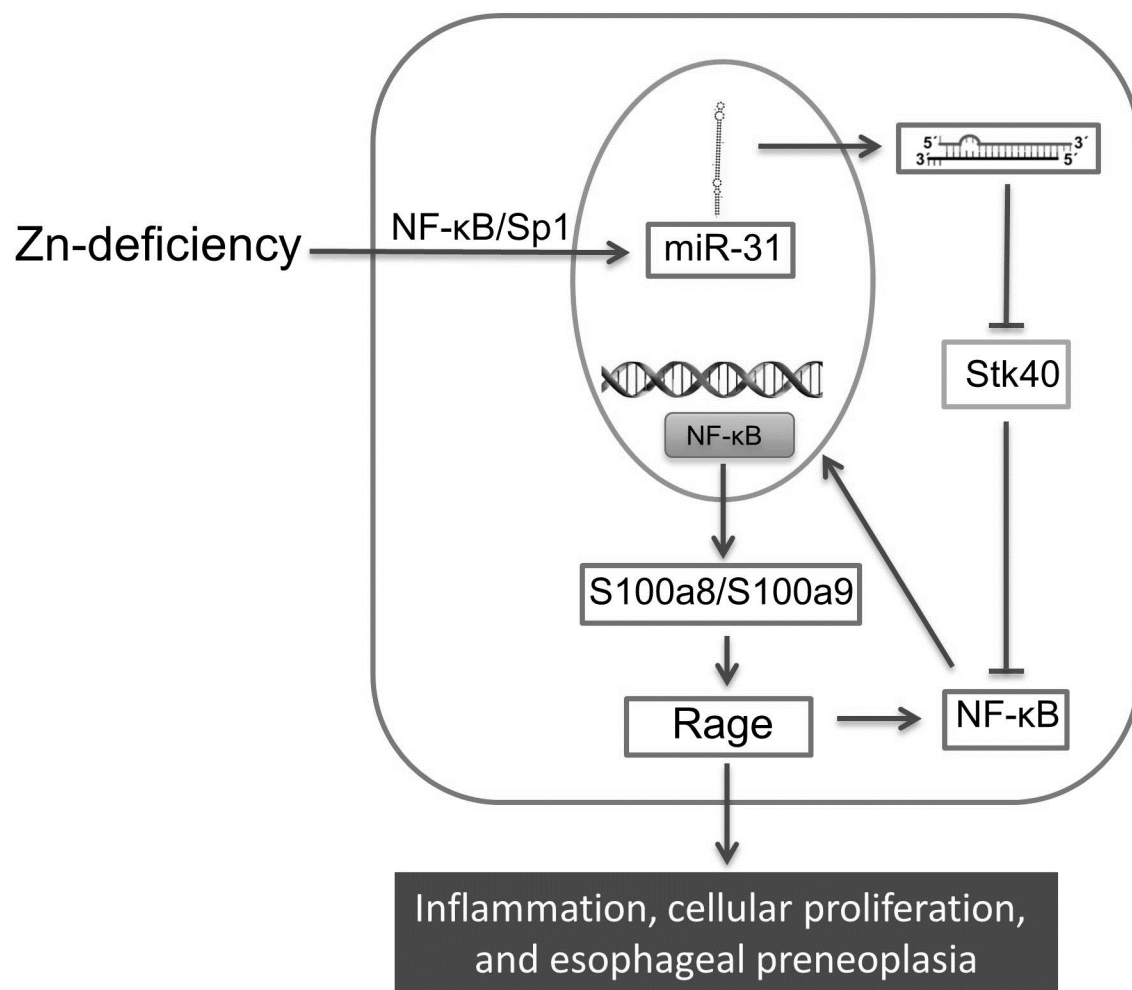 5´ 3´
3´ 5´
NF-κB/Sp1
Zn-deficiency
miR-31
Stk40
NF-κB
S100a8/S100a9
Rage
NF-κB
Inflammation, cellular proliferation,
and esophageal preneoplasia